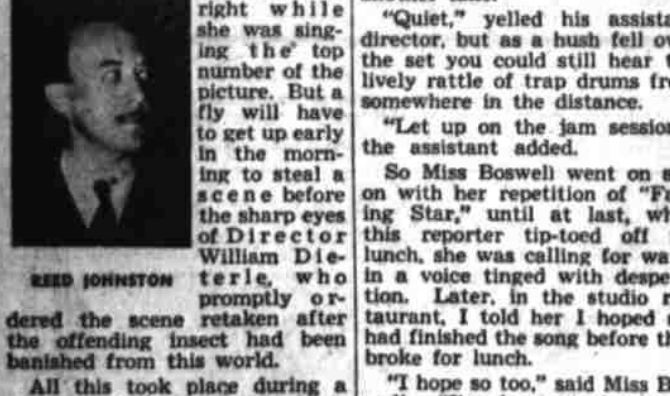 right while
she was sing-
ing the top
number of the
picture. But a
fly will have
to get up early
in the morn-
ing to steal a
scene before
the sharp eyes
of Director
William Die-
terle, who
promptly or-
REED JOHNSTON
dered the scene retaken after
the offending insect had been
banished from this world.
All this took place during a
"Quiet," yelled his assista
director, but as a hush fell ov
the set you could still hear t
lively rattle of trap drums fro
somewhere in the distance.
"Let up on the jam session
the assistant added.
So Miss Boswell went on a
on with her repetition of "Fa
ing Star," until at last, wh
this reporter tip-toed off
lunch, she was calling for wa
in a voice tinged with despe
tion. Later, in the studio
taurant, I told her I hoped
had finished the song before th
broke for lunch.
"I hope so too," said Miss B